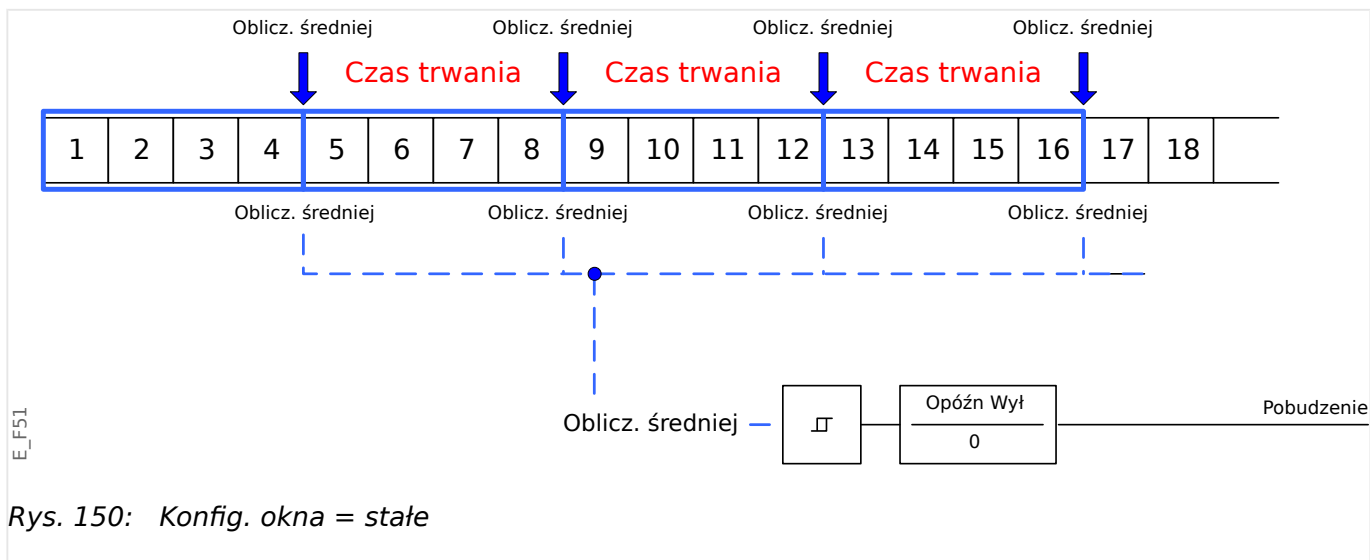 Oblicz. średniej Oblicz. średniej Oblicz. średniej Oblicz. średniej
Czas trwania Czas trwania Czas trwania
1 2 3 4 5 6 7 8 9 10 11 12 13 14 15 16 17 18
Oblicz. średniej Oblicz. średniej Oblicz. średniej Oblicz. średniej
Opóźn Wył
Pobudzenie
Oblicz. średniej
0
E_F51
Rys. 150: Konfig. okna = stałe